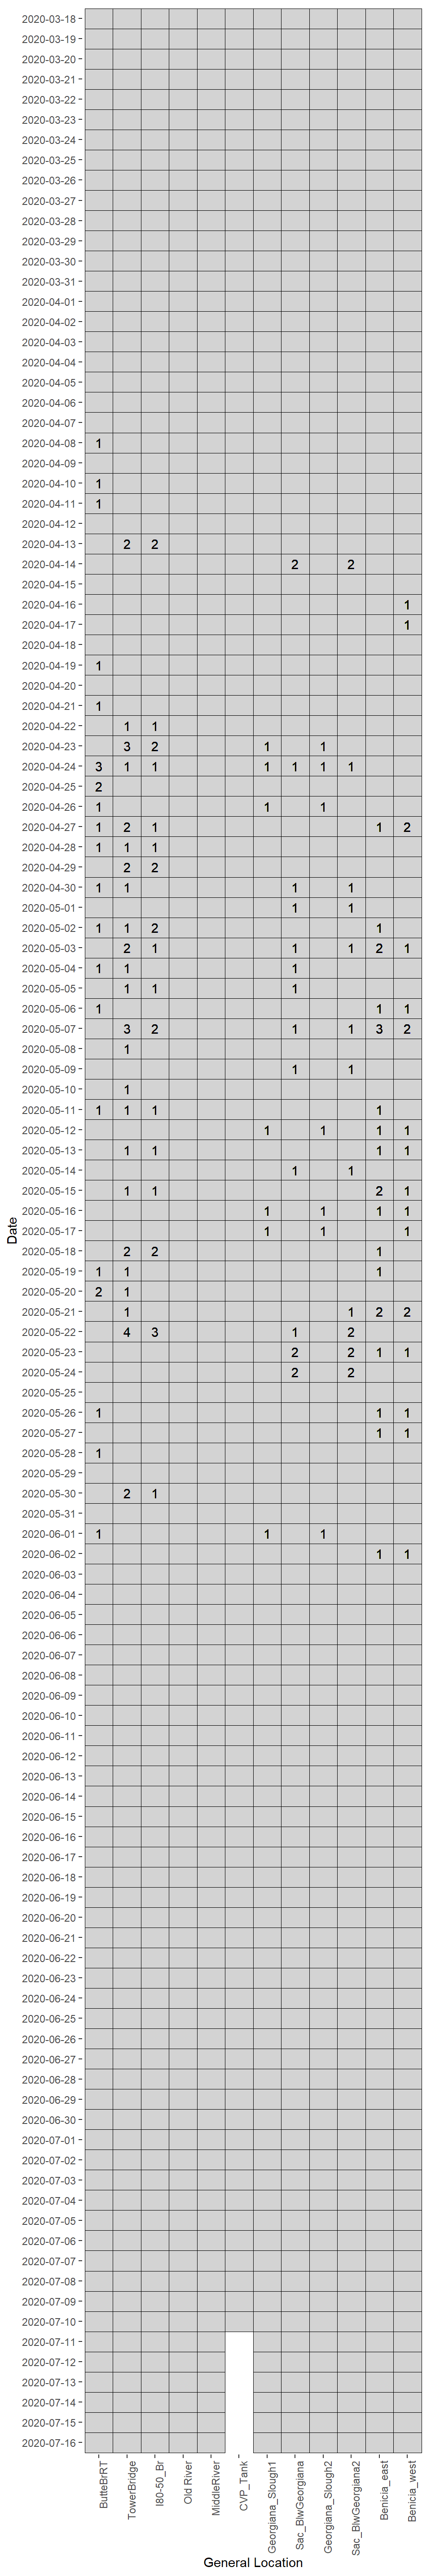 Date
2020-03-18
2020-03-19
2020-03-20
2020-03-21
2020-03-22
2020-03-23
2020-03-24
2020-03-25
2020-03-26
2020-03-27
2020-03-28
2020-03-29
2020-03-30
2020-03-31
2020-04-01
2020-04-02
2020-04-03
2020-04-04
2020-04-05
2020-04-06
2020-04-07
2020-04-08 1
2020-04-09
2020-04-10 1
2020-04-11 1
2020-04-12
2020-04-13 2 2
2020-04-14 2 2
2020-04-15
2020-04-16 1
2020-04-17 1
2020-04-18
2020-04-19 1
2020-04-20
2020-04-21 1
2020-04-22 1 1
2020-04-23 3 2 1 1
2020-04-24 3 1 1 1 1 1 1
2020-04-25 2
2020-04-26 1 1 1
2020-04-27 1 2 1 1 2
2020-04-28 1 1 1
2020-04-29 2 2
2020-04-30 1 1 1 1
2020-05-01 1 1
2020-05-02 1 1 2 1
2020-05-03 2 1 1 1 2 1
2020-05-04 1 1 1
2020-05-05 1 1 1
2020-05-06 1 1 1
2020-05-07 3 2 1 1 3 2
2020-05-08 1
2020-05-09 1 1
2020-05-10 1
2020-05-11 1 1 1 1
2020-05-12 1 1 1 1
2020-05-13 1 1 1 1
2020-05-14 1 1
2020-05-15 1 1 2 1
2020-05-16 1 1 1 1
2020-05-17 1 1 1
2020-05-18 2 2 1
2020-05-19 1 1 1
2020-05-20 2 1
2020-05-21 1 1 2 2
2020-05-22 4 3 1 2
2020-05-23 2 2 1 1
2020-05-24 2 2
2020-05-25
2020-05-26 1 1 1
2020-05-27 1 1
2020-05-28 1
2020-05-29
2020-05-30 2 1
2020-05-31
2020-06-01 1 1 1
2020-06-02 1 1
2020-06-03
2020-06-04
2020-06-05
2020-06-06
2020-06-07
2020-06-08
2020-06-09
2020-06-10
2020-06-11
2020-06-12
2020-06-13
2020-06-14
2020-06-15
2020-06-16
2020-06-17
2020-06-18
2020-06-19
2020-06-20
2020-06-21
2020-06-22
2020-06-23
2020-06-24
2020-06-25
2020-06-26
2020-06-27
2020-06-28
2020-06-29
2020-06-30
2020-07-01
2020-07-02
2020-07-03
2020-07-04
2020-07-05
2020-07-06
2020-07-07
2020-07-08
2020-07-09
2020-07-10
2020-07-11
2020-07-12
2020-07-13
2020-07-14
2020-07-15
2020-07-16
ButteBrRT
TowerBridge
I80-50_Br
Old River
MiddleRiver
CVP_Tank
Georgiana_Slough1
Sac_BlwGeorgiana
Georgiana_Slough2
Sac_BlwGeorgiana2
Benicia_east
Benicia_west
General Location